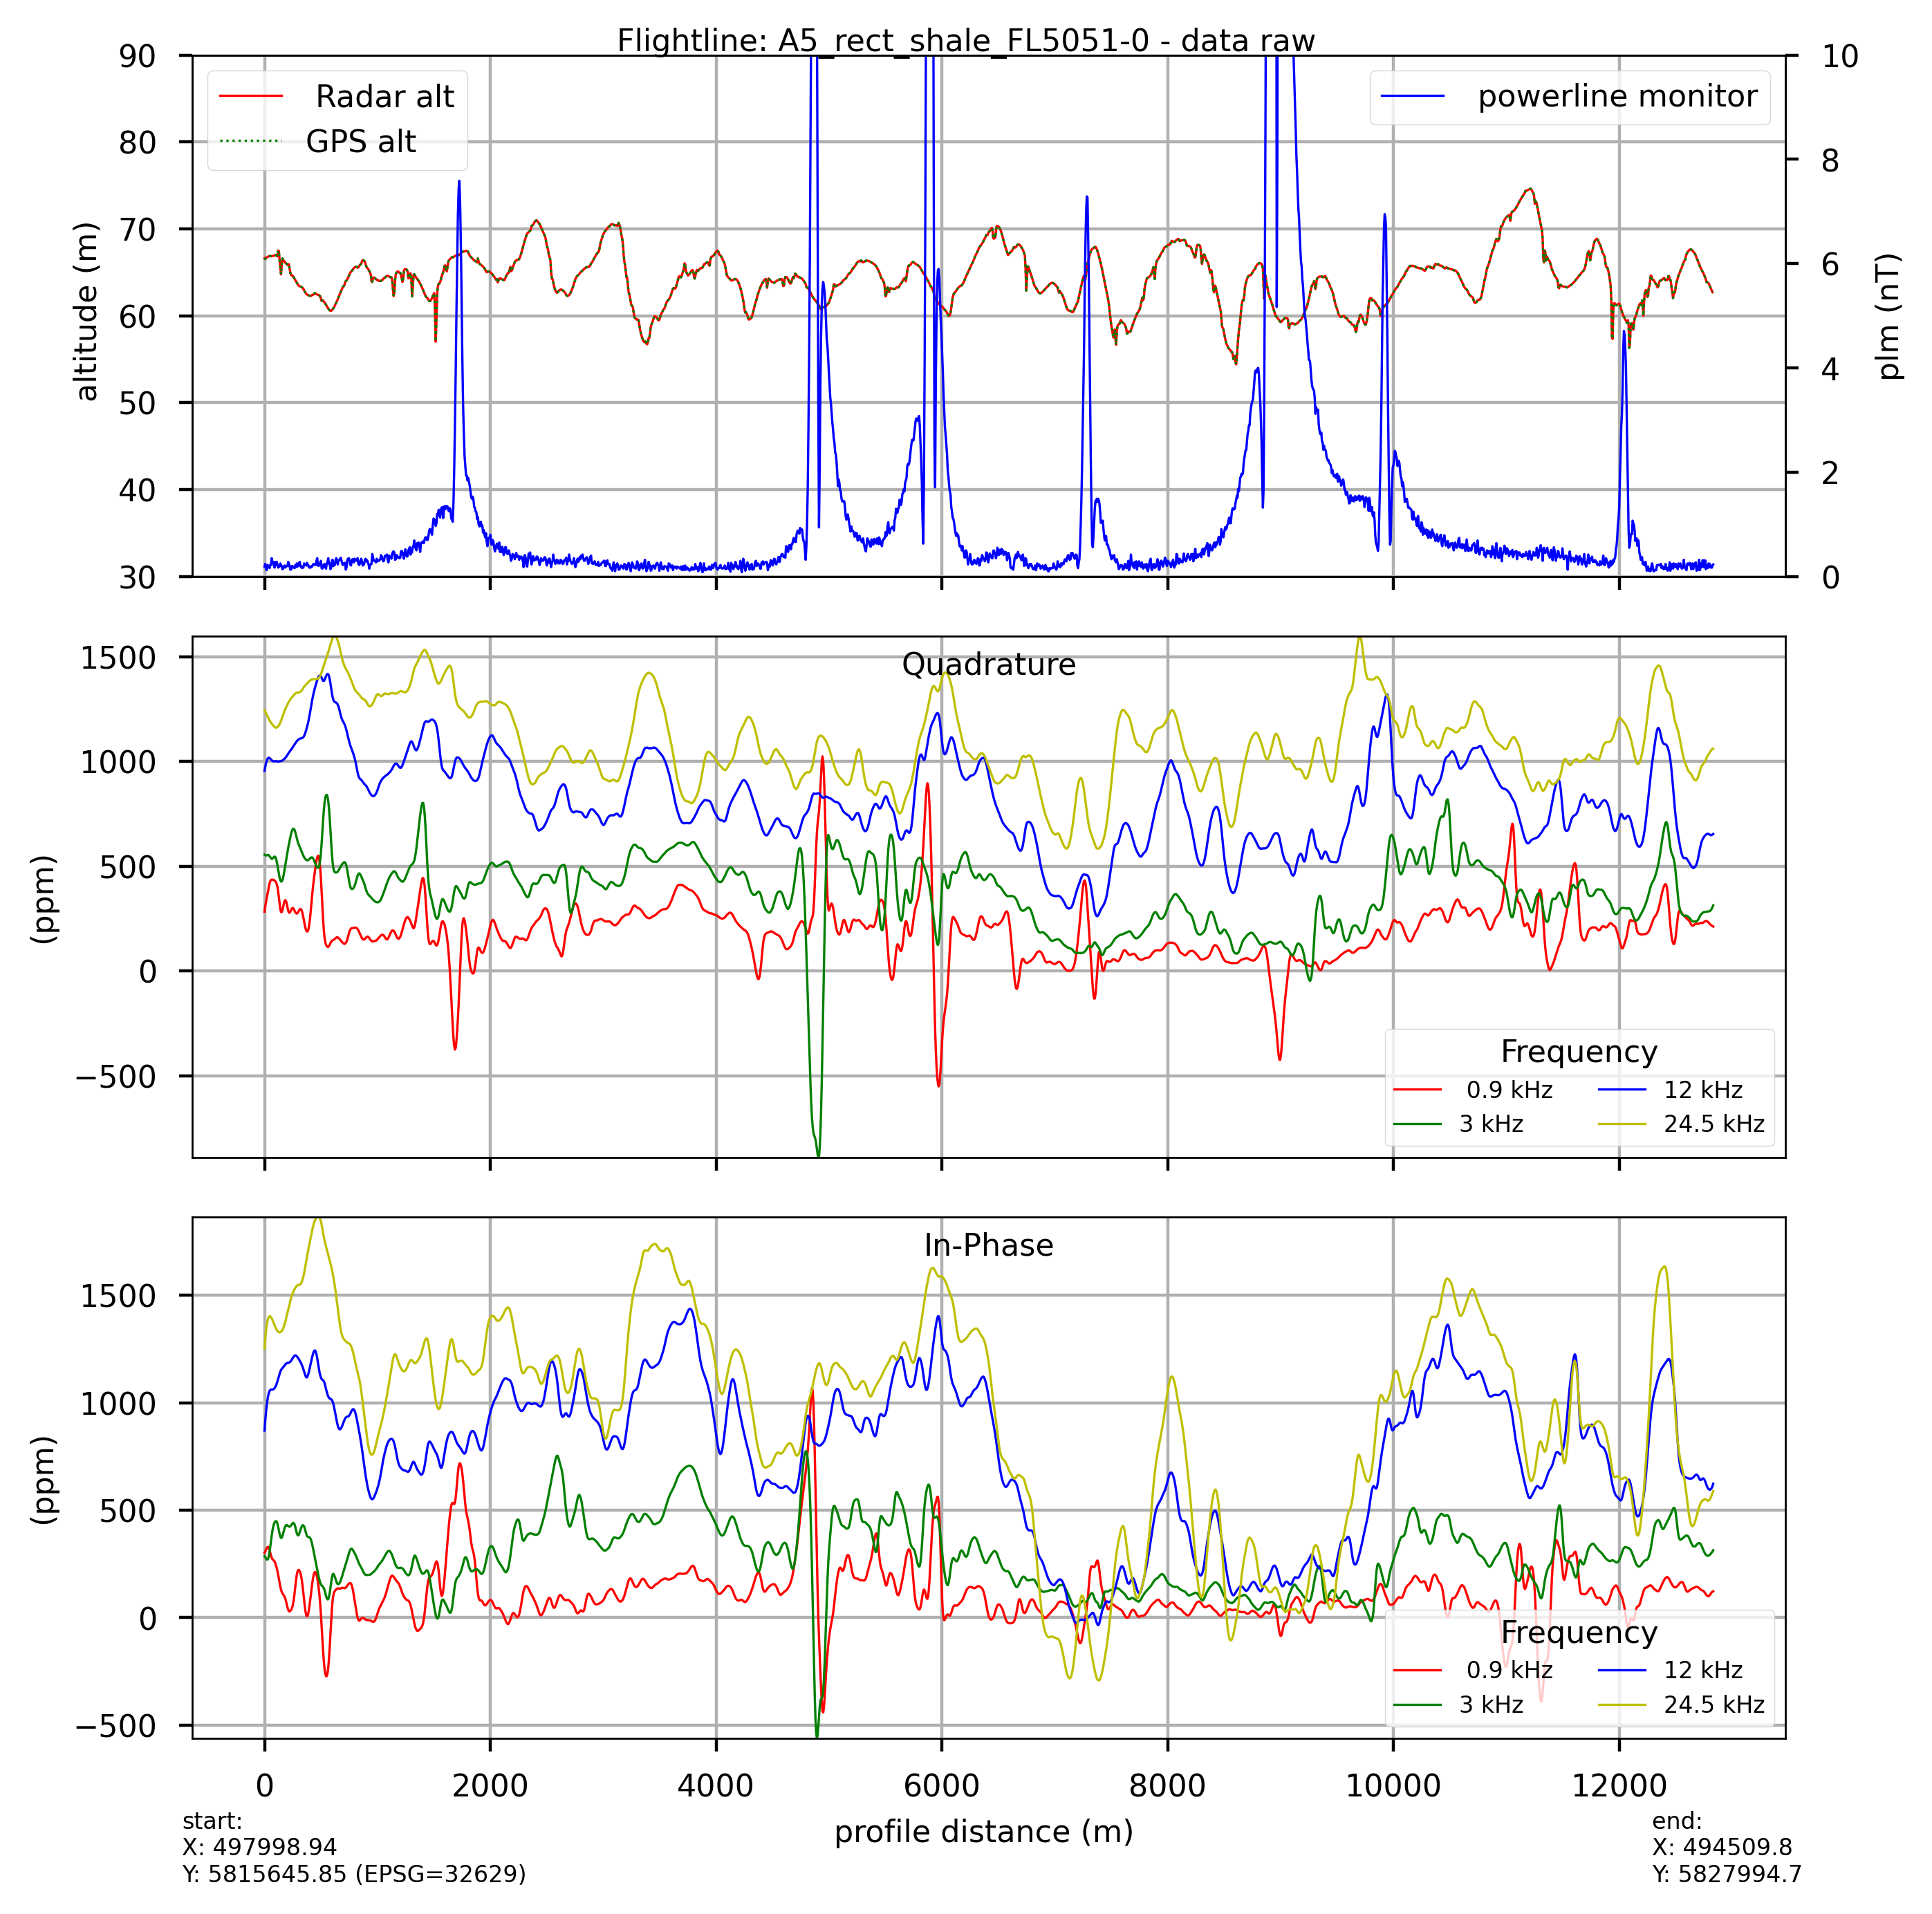 Flightline: A5_rect_shale_FL5051-0 - data raw
90
80
70
60
50
40
30
altitude (m)
Radar alt
GPS alt
powerline monitor
10
8
6
4
2
0
plm (nT)
Quadrature
1500
1000
500
0
−500
(ppm)
Frequency
0.9 kHz
3 kHz
12 kHz
24.5 kHz
In-Phase
1500
1000
500
0
−500
(ppm)
Frequency
0.9 kHz
3 kHz
12 kHz
24.5 kHz
0 2000 4000 6000 8000 10000 12000
profile distance (m)
start:
X: 497998.94
Y: 5815645.85 (EPSG=32629)
end:
X: 494509.8
Y: 5827994.7